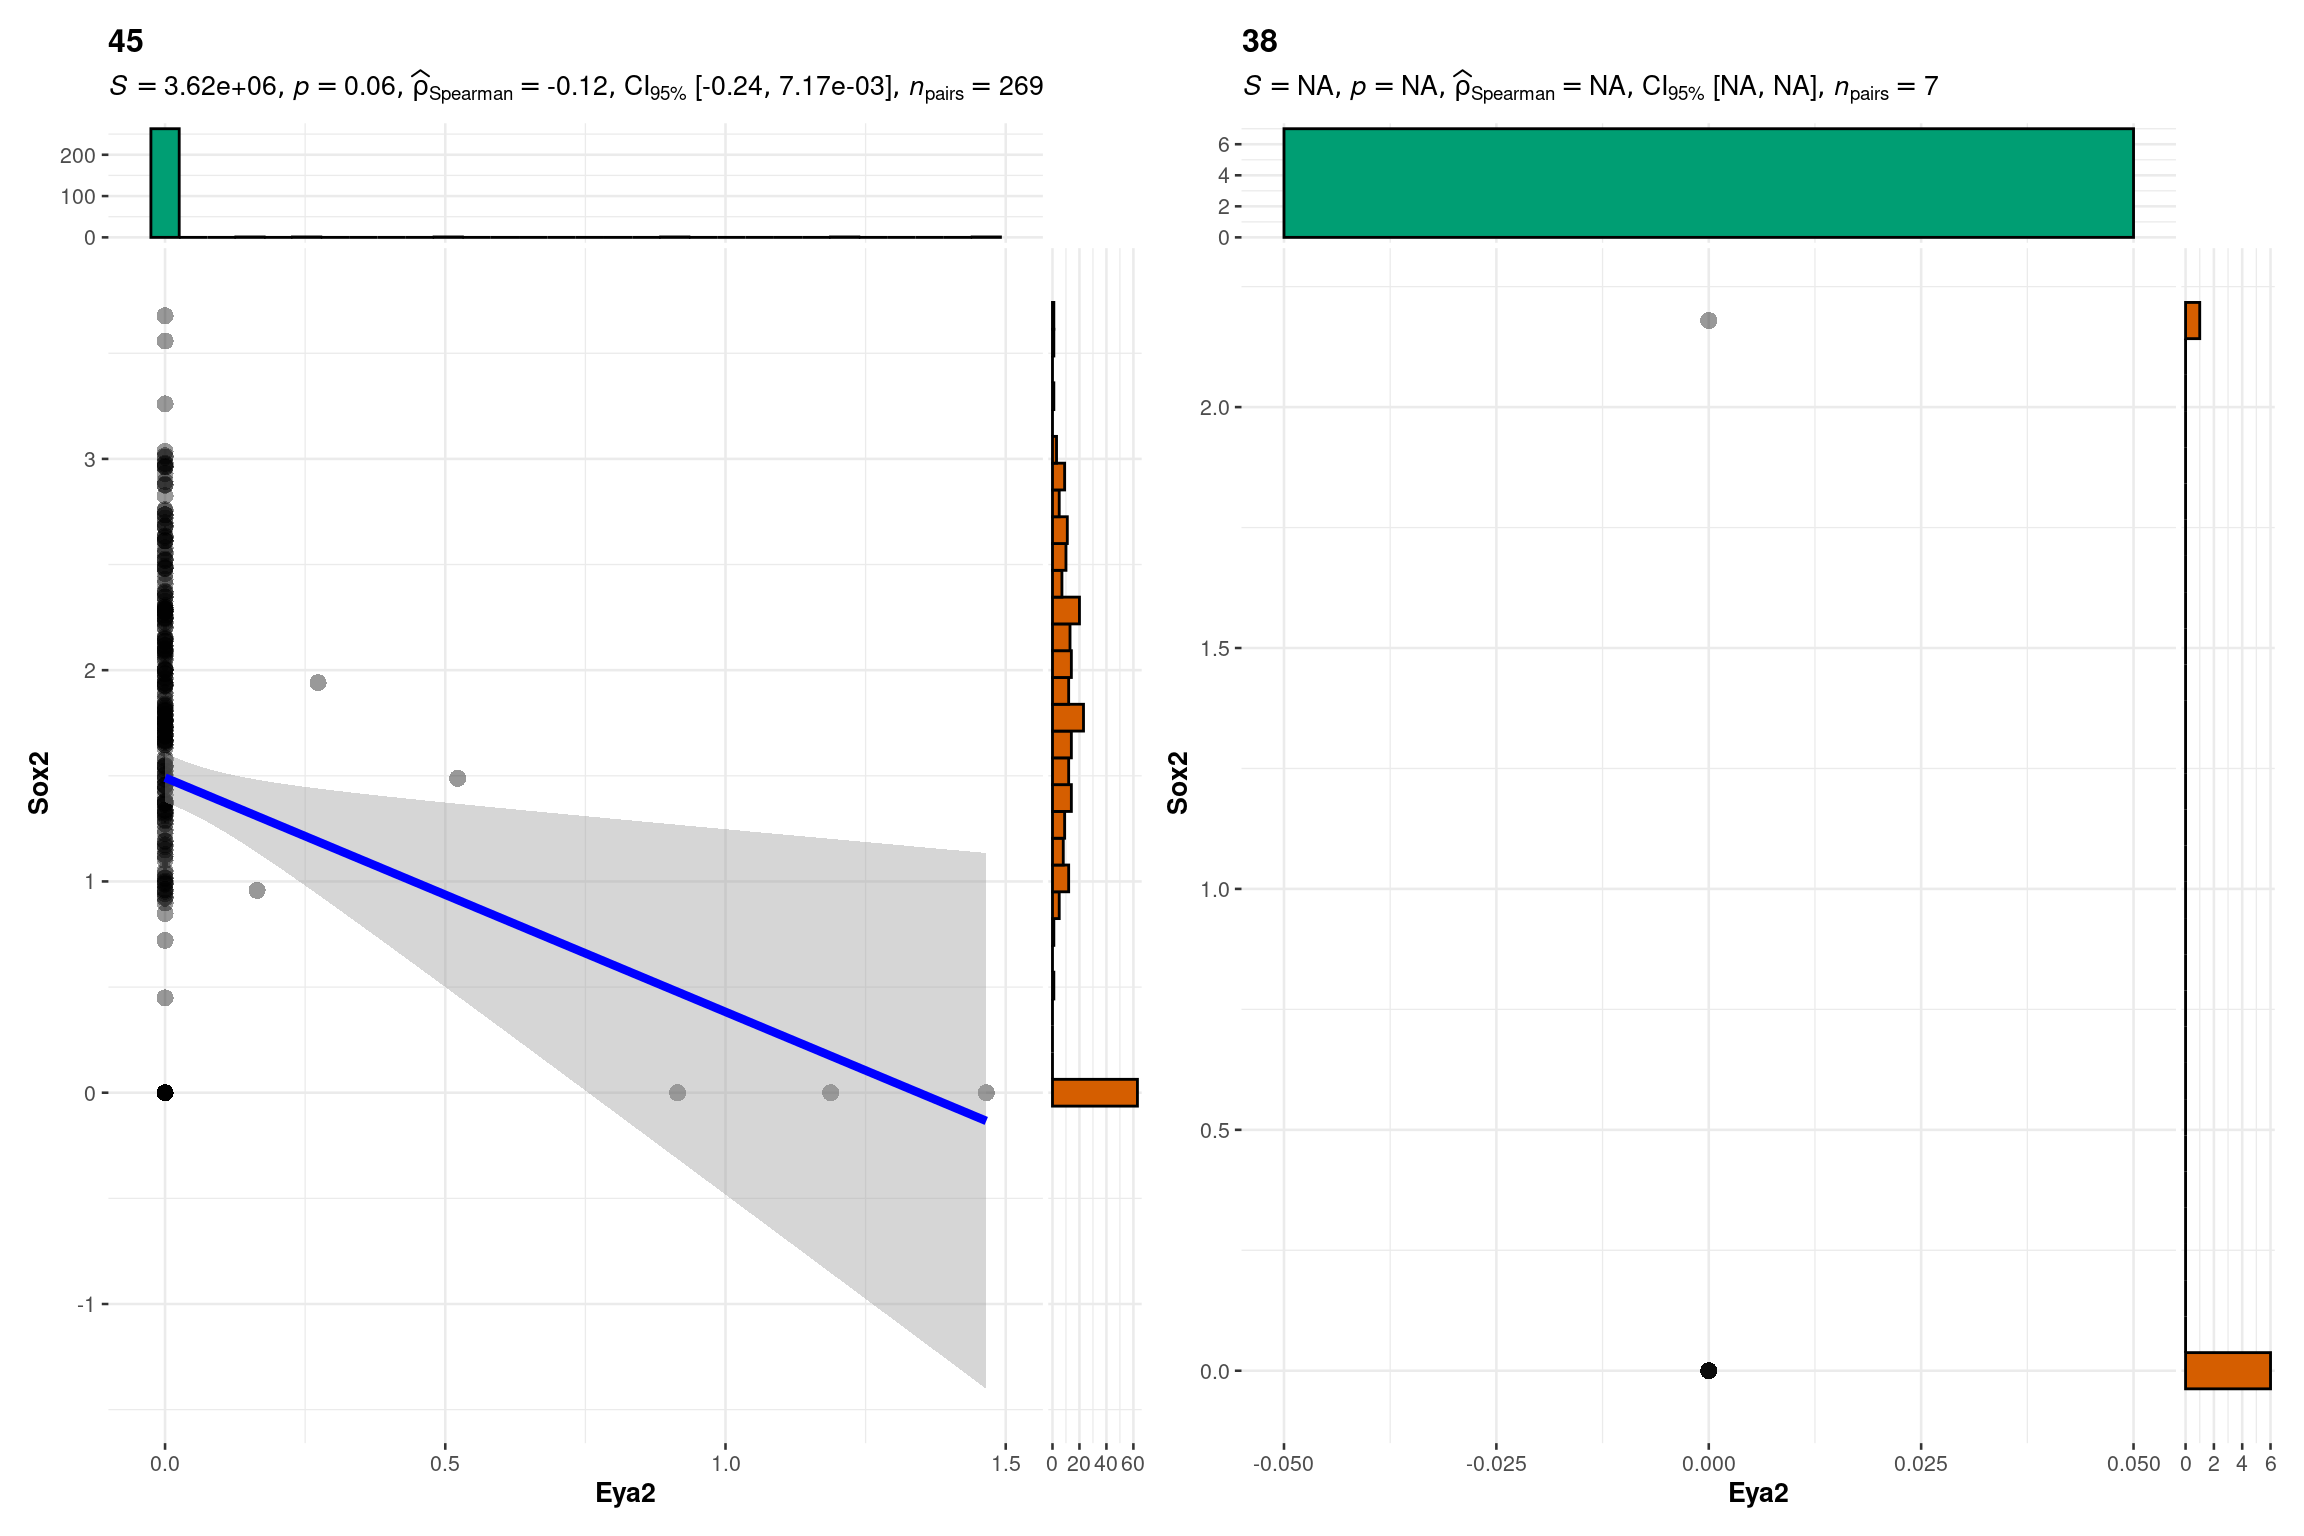 45
S = 3.62e+06, p = 0.06, ρ̂Spearman = -0.12, CI95% [-0.24, 7.17e-03], npairs = 269
200
100
0
3
2
1
0
-1
Sox2
0.0 0.5 1.0 1.5
0 20 40 60
Eya2
38
S = NA, p = NA, ρ̂Spearman = NA, CI95% [NA, NA], npairs = 7
6
4
2
0
2.0
1.5
1.0
0.5
0.0
Sox2
-0.050 -0.025 0.000 0.025 0.050
0 2 4 6
Eya2